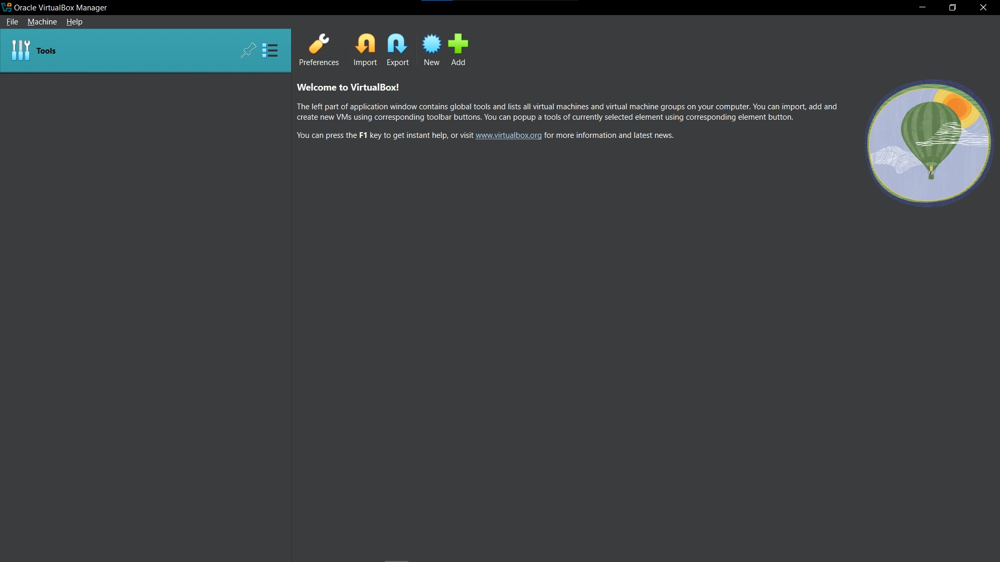 Oracle VirtualBox Manager
File Machine Help
Tools
Preferences Import Export New Add
Welcome to VirtualBox!
The left part of application window contains global tools and lists all virtual machines and virtual machine groups on your computer. You can import, add and
create new VMs using corresponding toolbar buttons. You can popup a tools of currently selected element using corresponding element button.
You can press the F1 key to get instant help, or visit www.virtualbox.org for more information and latest news.